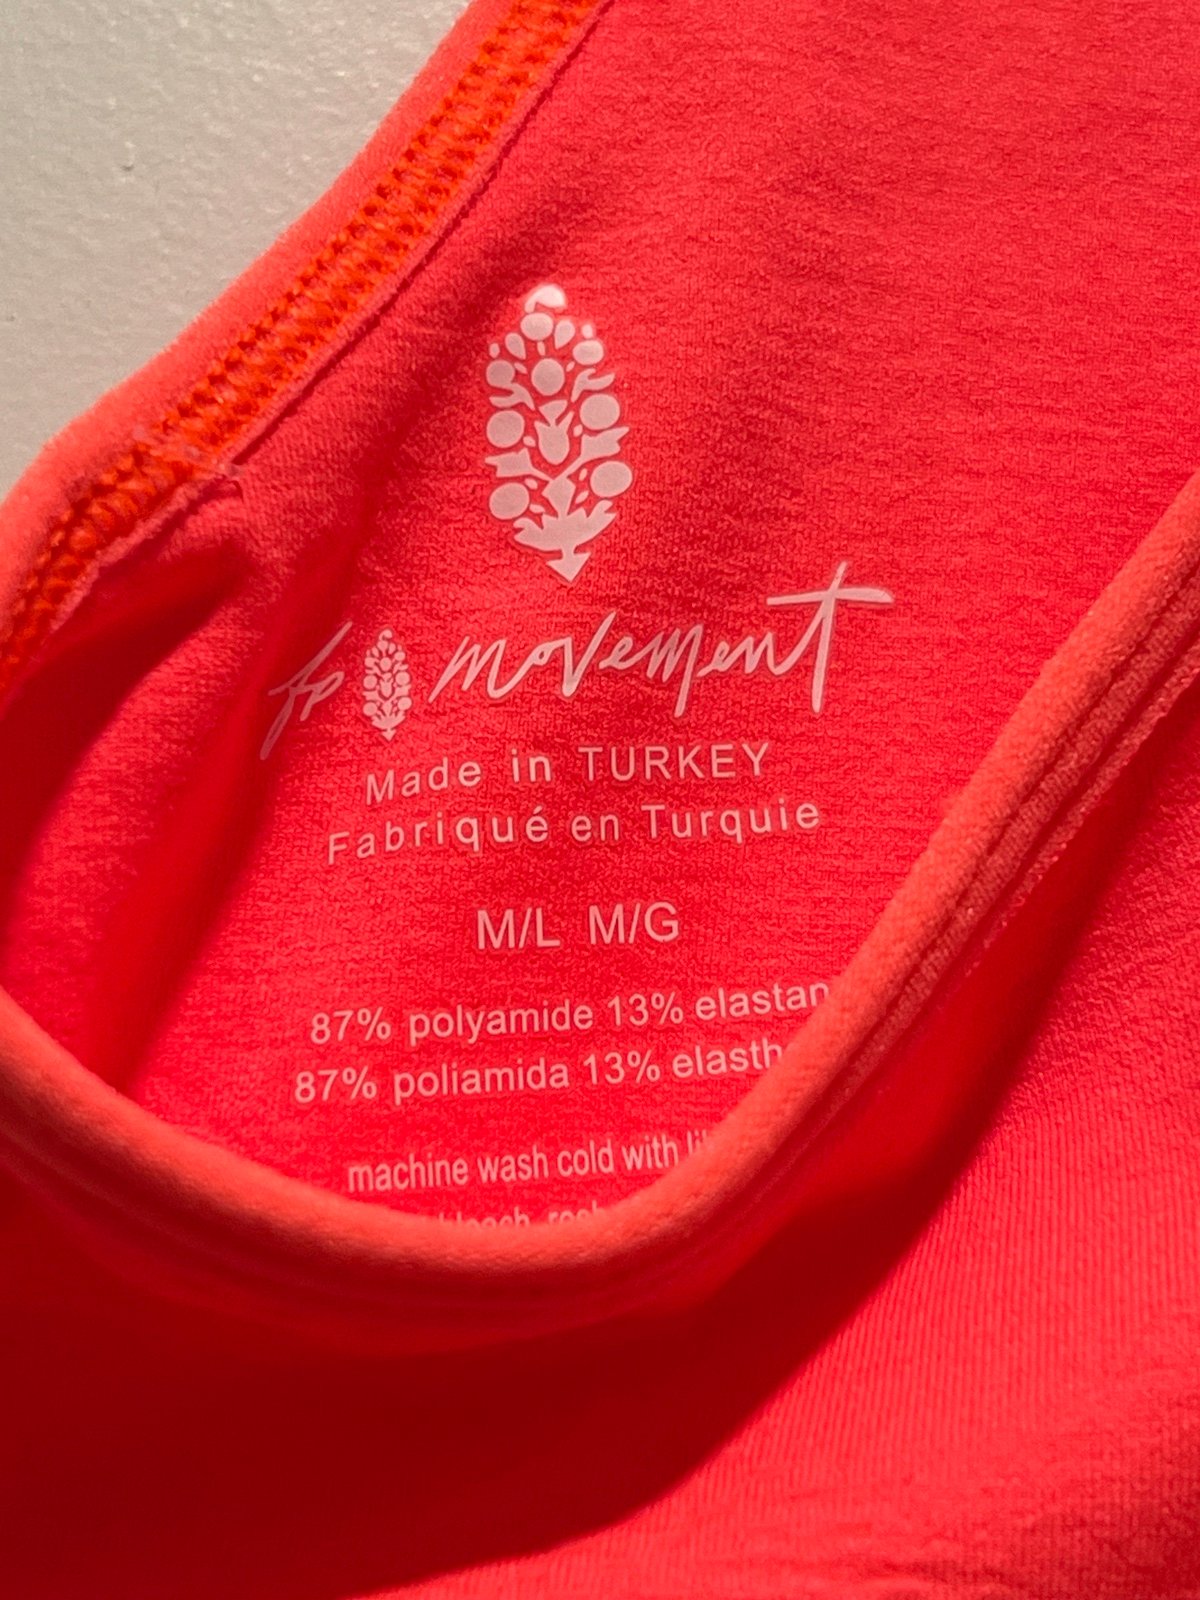 fp movement
Made in TURKEY
Fabriqué en Turquie
M/L M/G
87% polyamide 13% elastan
87% poliamida 13% elasth
machine wash cold with